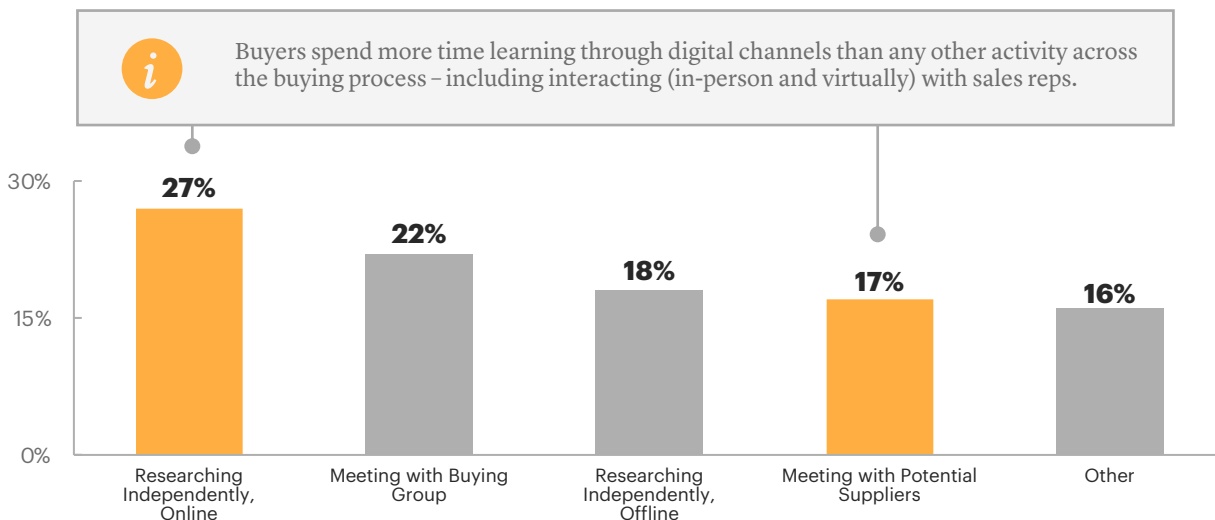 i
Buyers spend more time learning through digital channels than any other activity across
the buying process – including interacting (in-person and virtually) with sales reps.
30%
15%
0%
27%
22%
18%
17%
16%
Researching
Independently,
Online
Meeting with Buying
Group
Researching
Independently,
Offline
Meeting with Potential
Suppliers
Other